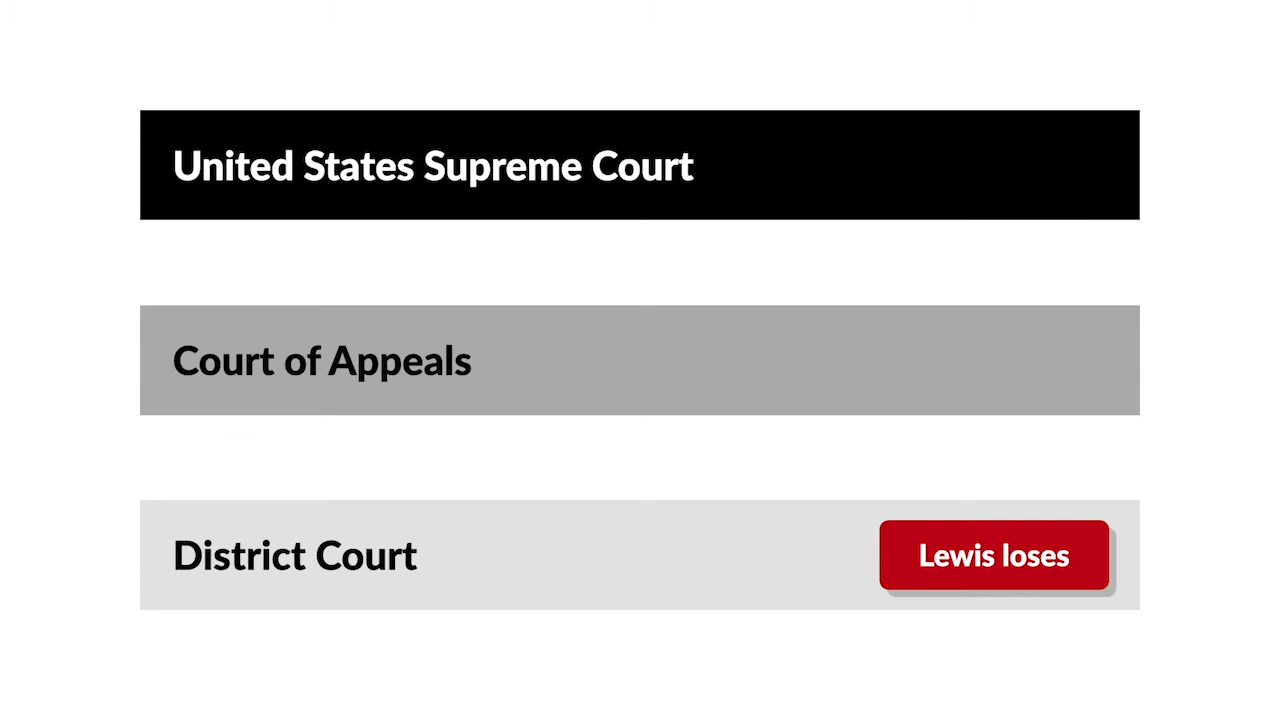 United States Supreme Court
Court of Appeals
District Court
Lewis loses